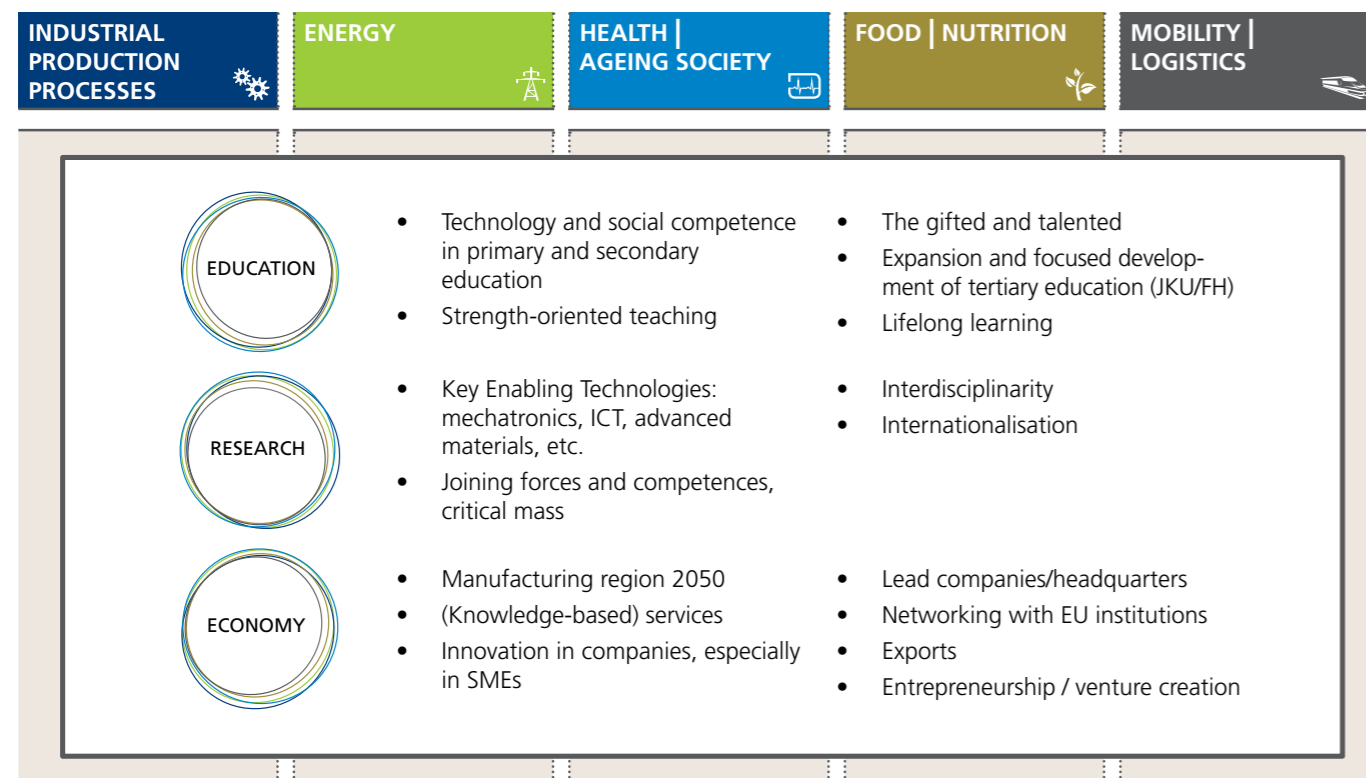 INDUSTRIAL
PRODUCTION
PROCESSES
ENERGY
HEALTH |
AGEING SOCIETY
FOOD | NUTRITION
MOBILITY |
LOGISTICS
EDUCATION
• Technology and social competence
in primary and secondary
education
• Strength-oriented teaching
• The gifted and talented
• Expansion and focused develop-
ment of tertiary education (JKU/FH)
• Lifelong learning
RESEARCH
• Key Enabling Technologies:
mechatronics, ICT, advanced
materials, etc.
• Joining forces and competences,
critical mass
• Interdisciplinarity
• Internationalisation
ECONOMY
• Manufacturing region 2050
• (Knowledge-based) services
• Innovation in companies, especially
in SMEs
• Lead companies/headquarters
• Networking with EU institutions
• Exports
• Entrepreneurship / venture creation